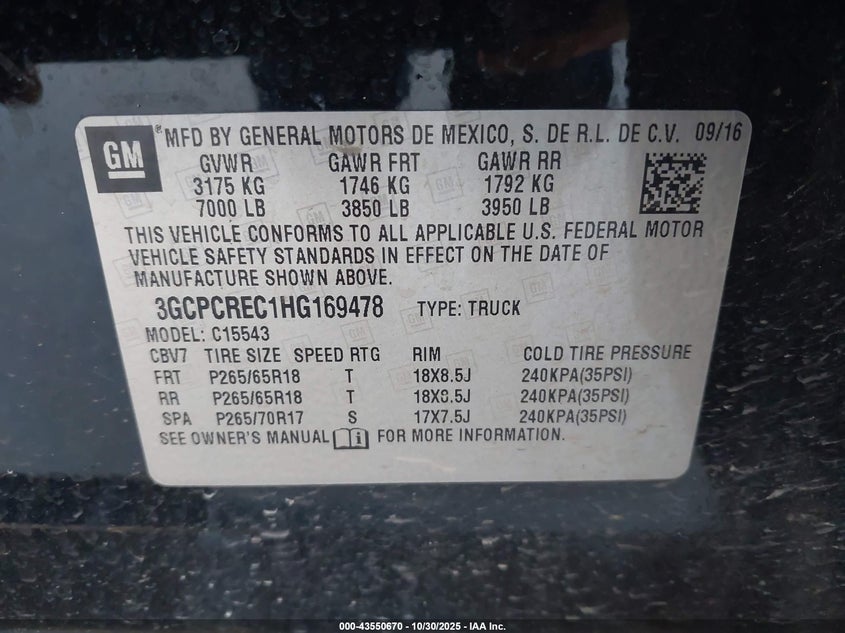 GM ® MFD BY GENERAL MOTORS DE MEXICO, S. DE R.L. DE C.V. 09/16
GVWR GAWR FRT GAWR RR
3175 KG 1746 KG 1792 KG
7000 LB 3850 LB 3950 LB
THIS VEHICLE CONFORMS TO ALL APPLICABLE U.S. FEDERAL MOTOR
VEHICLE SAFETY STANDARDS IN EFFECT ON THE DATE OF
MANUFACTURE SHOWN ABOVE.
3GCPCREC1HG169478 TYPE: TRUCK
MODEL: C15543
CBV7 TIRE SIZE SPEED RTG RIM COLD TIRE PRESSURE
FRT P265/65R18 T 18X8.5J 240KPA(35PSI)
RR P265/65R18 T 18X8.5J 240KPA(35PSI)
SPA P265/70R17 S 17X7.5J 240KPA(35PSI)
SEE OWNER'S MANUAL FOR MORE INFORMATION.
000-43550670 | 10/30/2025 - IAA Inc.